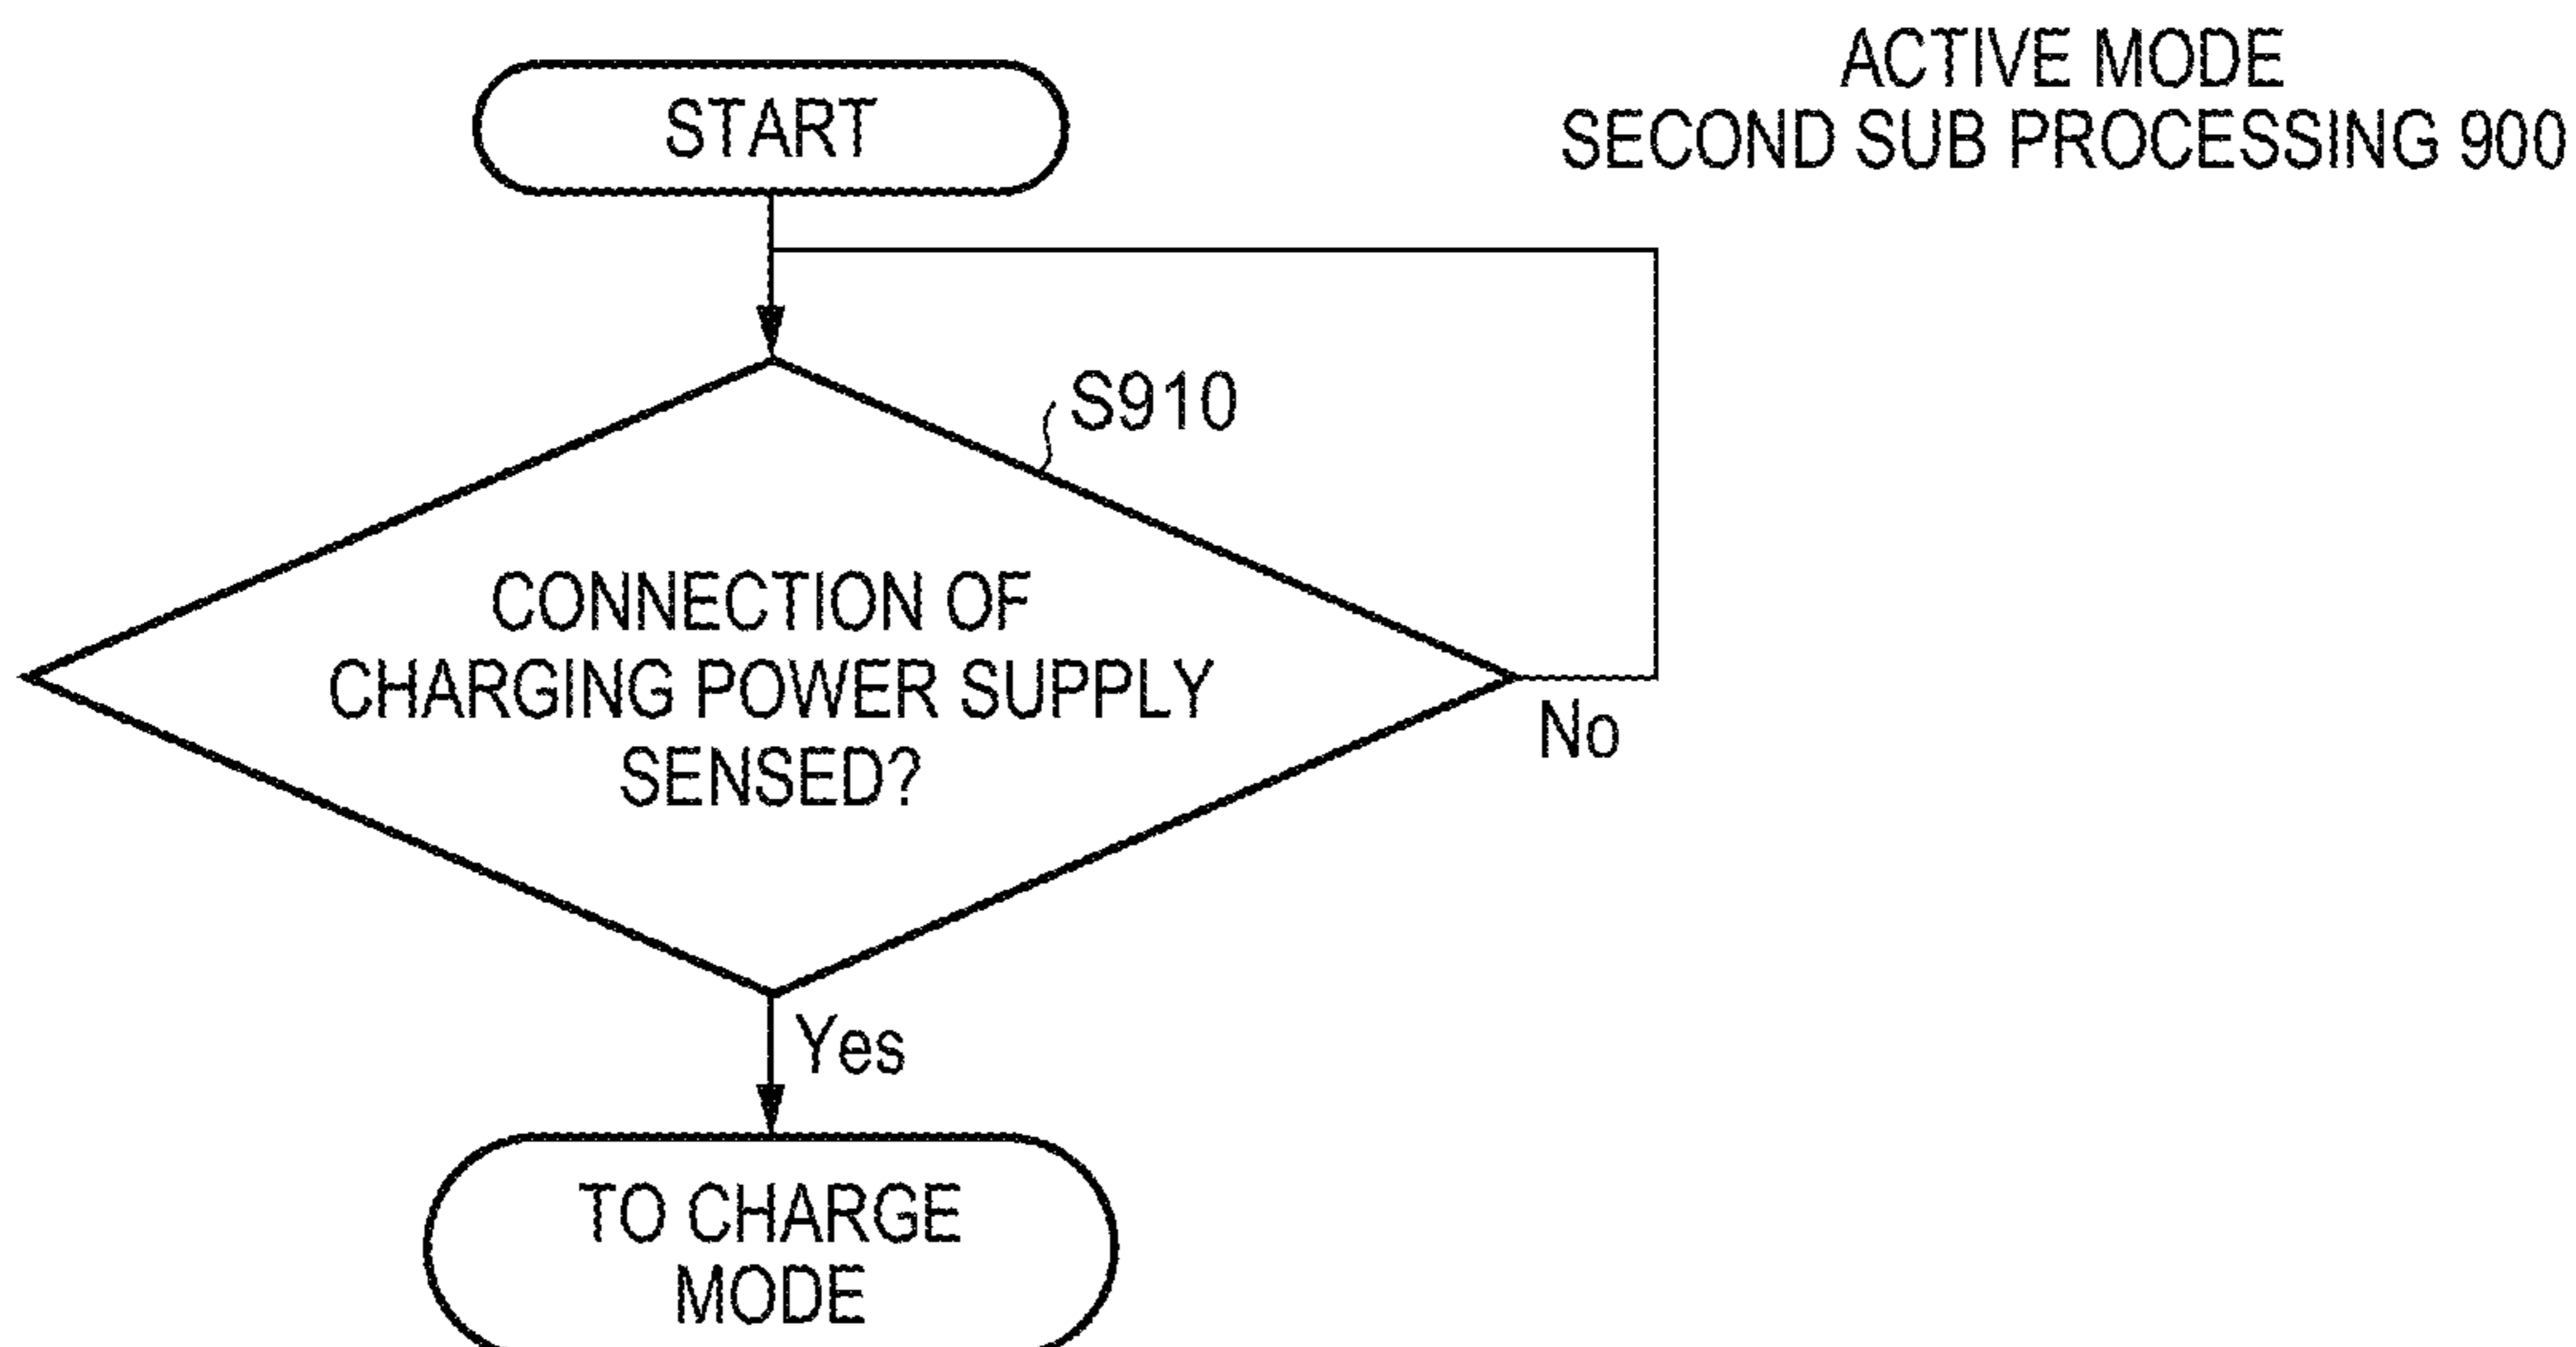 ACTIVE MODE
SECOND SUB PROCESSING 900
START
S910
CONNECTION OF
CHARGING POWER SUPPLY
SENSED?
No
Yes
TO CHARGE
MODE